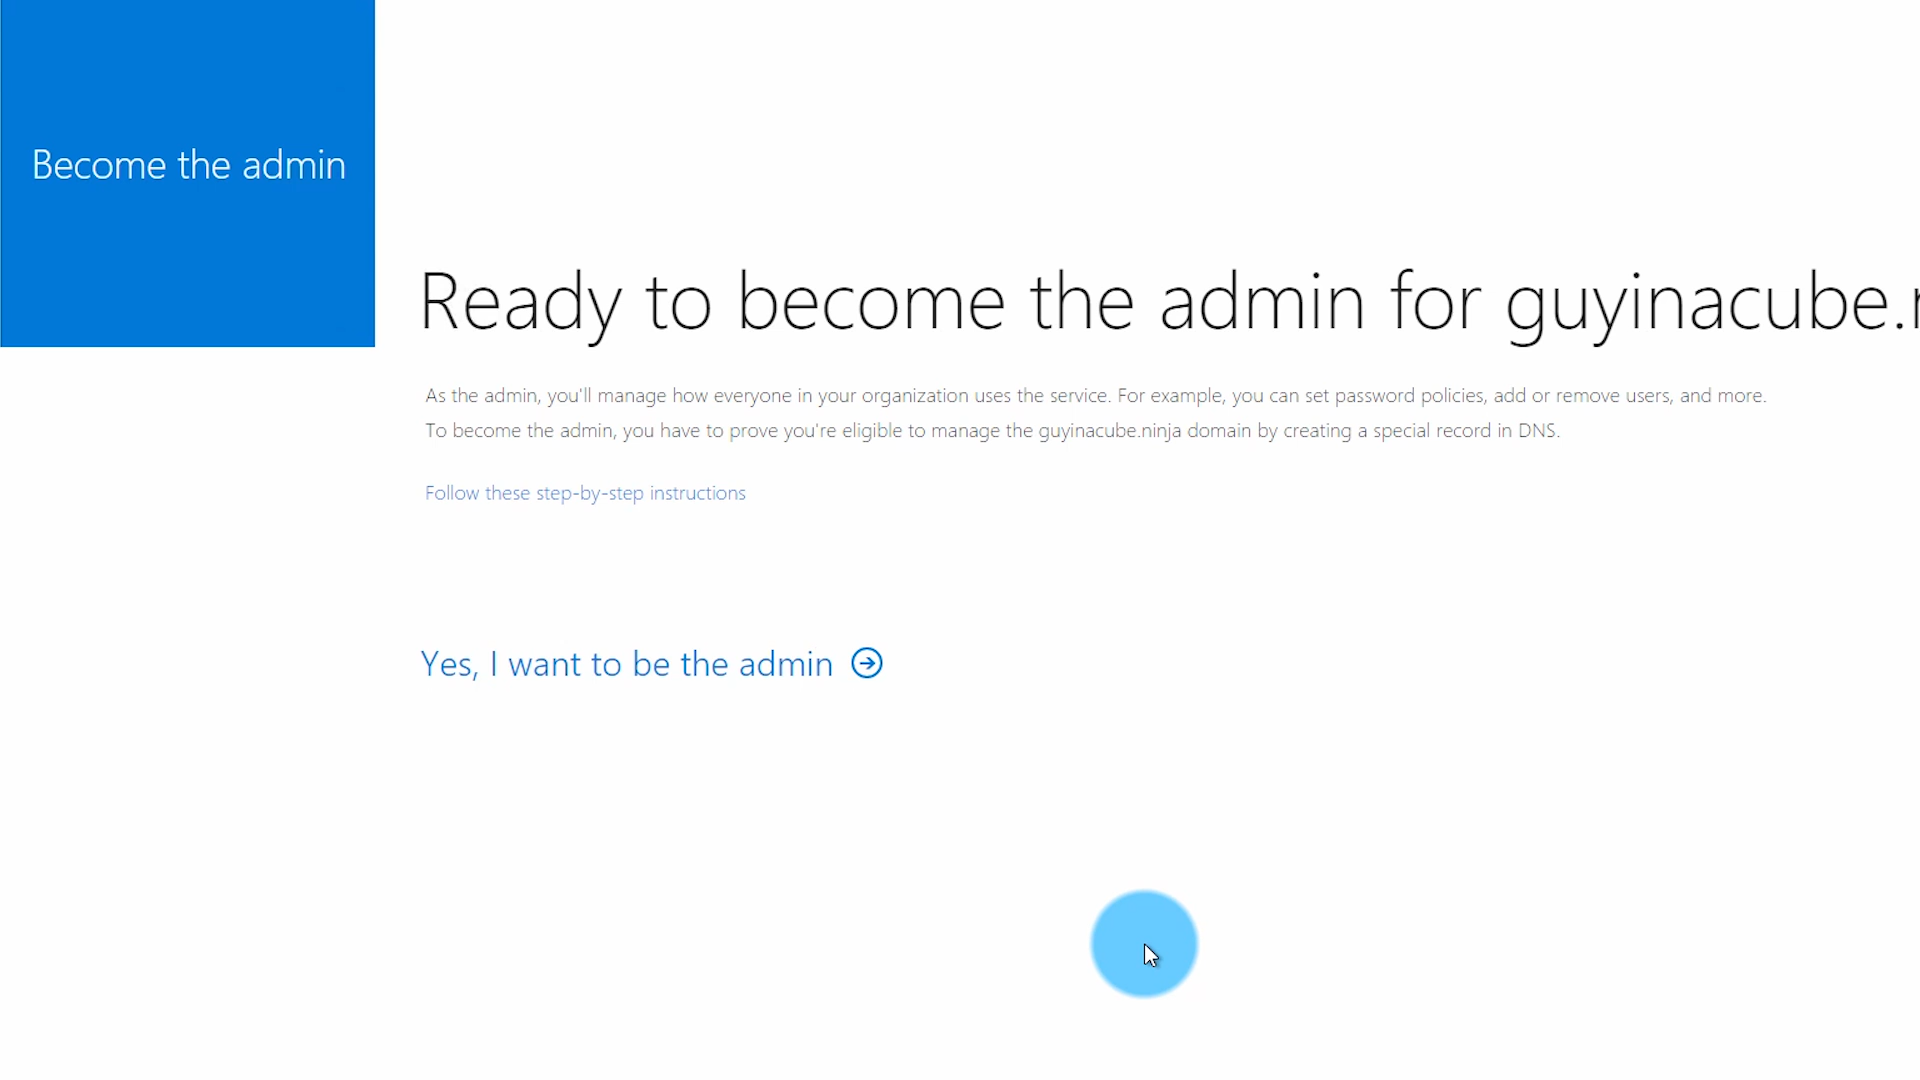 Become the admin
Ready to become the admin for guyinacube.
As the admin, you'll manage how everyone in your organization uses the service. For example, you can set password policies, add or remove users, and more.
To become the admin, you have to prove you're eligible to manage the guyinacube.ninja domain by creating a special record in DNS.
Follow these step-by-step instructions
Yes, I want to be the admin